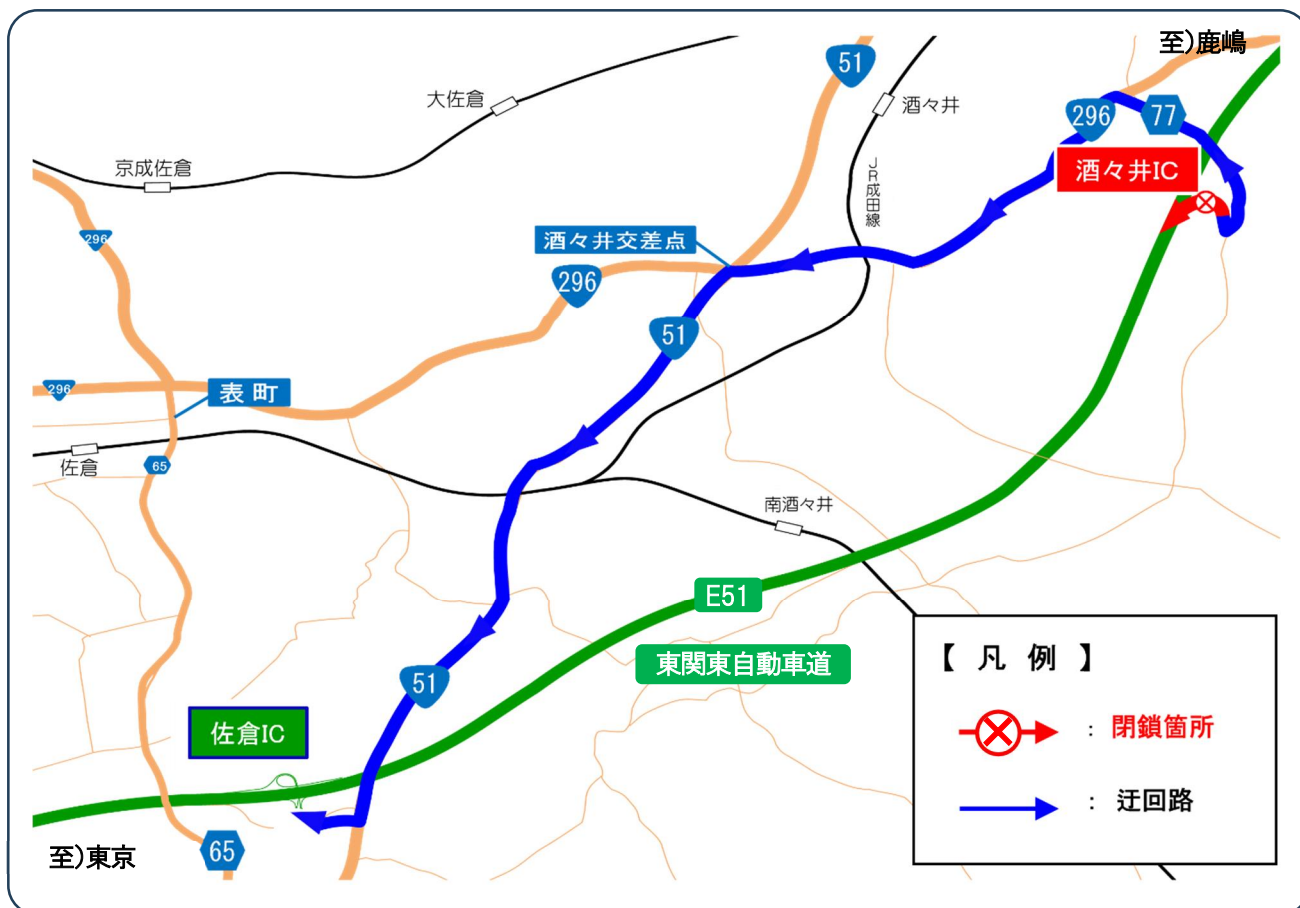 至)鹿嶋
51
大佐倉
酒々井
296
77
京成佐倉
酒々井IC
JR成田線
296
酒々井交差点
296
51
296
表町
佐倉
65
南酒々井
E51
東関東自動車道
51
佐倉IC
65
至)東京
【 凡 例 】
: 閉鎖箇所
: 迂回路